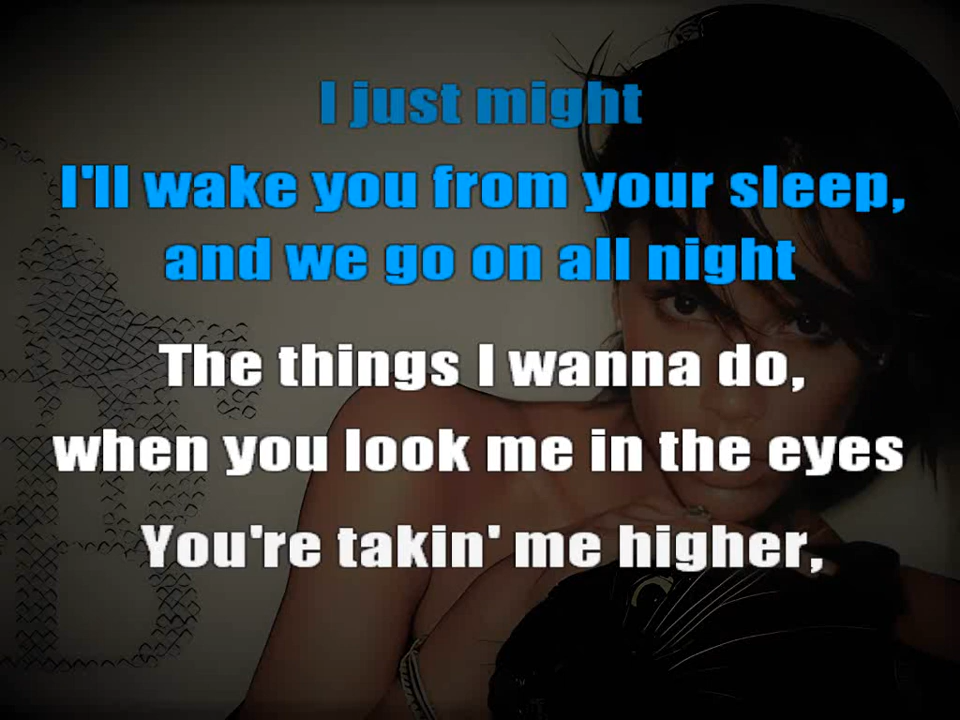 I just might
I'll wake you from your sleep,
and we go on all night
The things I wanna do,
when you look me in the eyes
You're takin' me higher,